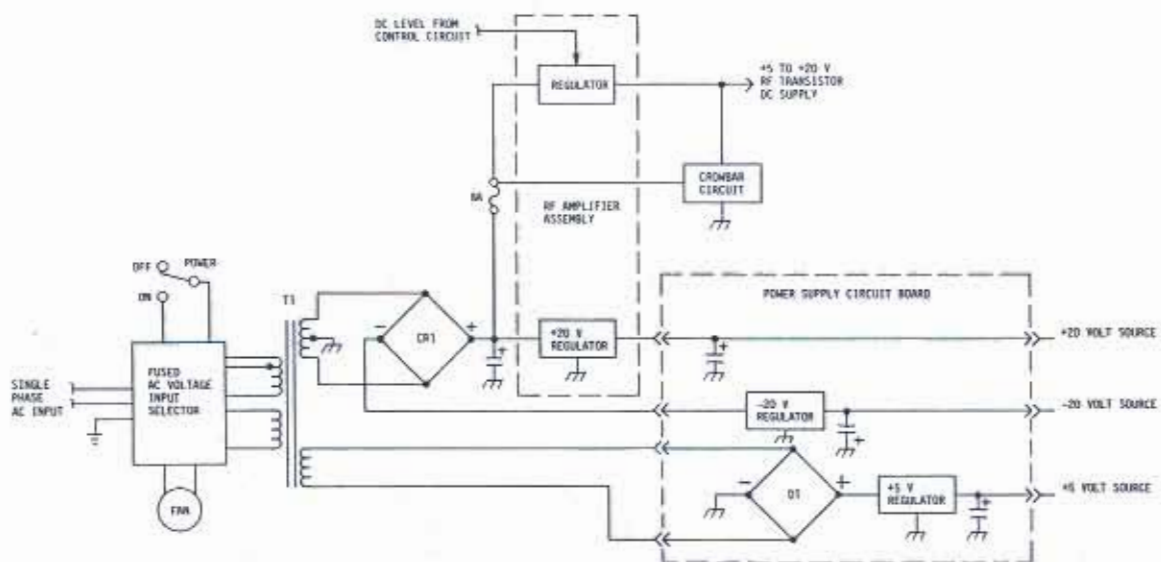 DC LEVEL FROM
CONTROL CIRCUIT
REGULATOR
+5 TO +20 V
RF TRANSISTOR
DC SUPPLY
CROWBAR
CIRCUIT
8A
RF AMPLIFIER
ASSEMBLY
OFF
POWER
ON
T1
POWER SUPPLY CIRCUIT BOARD
-
CR1
+
+
+20 V
REGULATOR
+
+20 VOLT SOURCE
SINGLE
PHASE
AC INPUT
FUSED
AC VOLTAGE
INPUT
SELECTOR
-20 V
REGULATOR
+
-20 VOLT SOURCE
-
+
+5 V
REGULATOR
+
+5 VOLT SOURCE
FAN